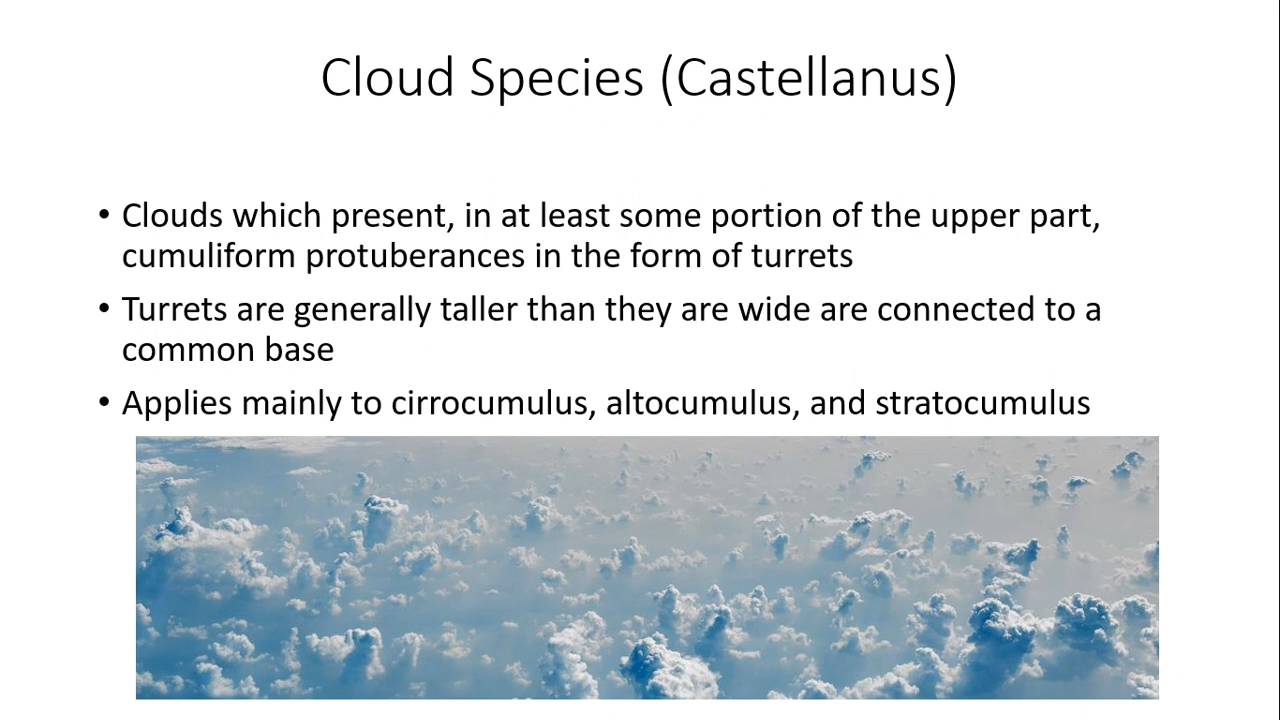 Cloud Species (Castellanus)
• Clouds which present, in at least some portion of the upper part,
cumuliform protuberances in the form of turrets
• Turrets are generally taller than they are wide are connected to a
common base
• Applies mainly to cirrocumulus, altocumulus, and stratocumulus